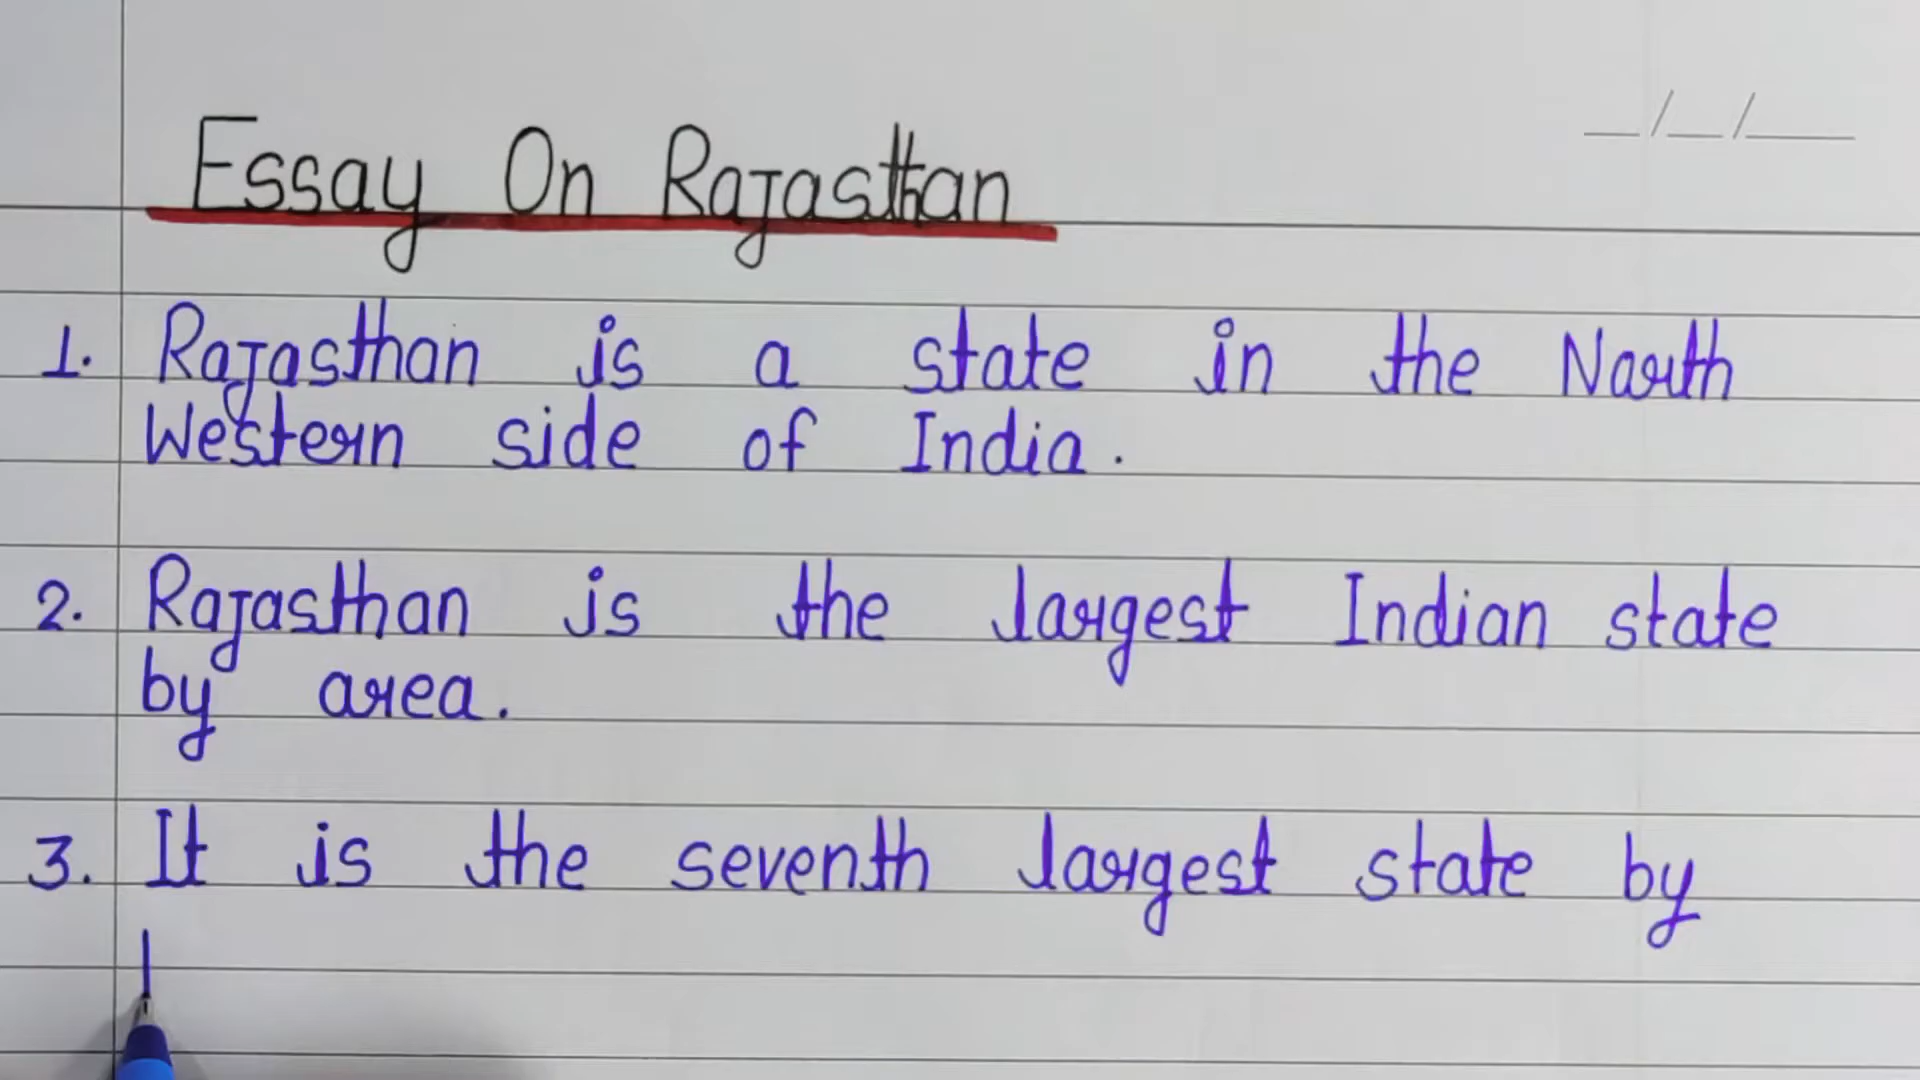 Essay On Rajasthan
1. Rajasthan is a state in the North
Western side of India.
2. Rajasthan is the largest Indian state
by area.
3. It is the seventh largest state by